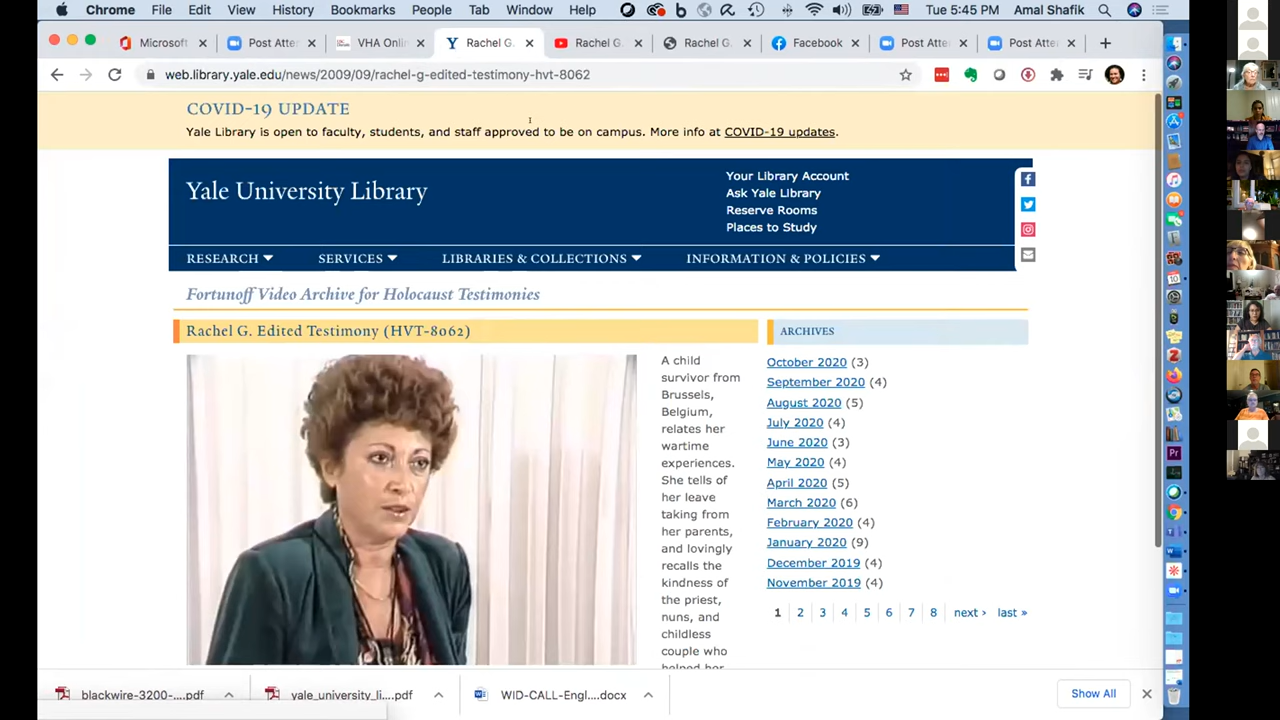 Chrome File Edit View History Bookmarks People Tab Window Help Tue 5:45 PM Amal Shafik
Microsoft Post Atter VHA Onlin Rachel G. Rachel G. Rachel G. Facebook Post Atter Post Atter
web.library.yale.edu/news/2009/09/rachel-g-edited-testimony-hvt-8062
COVID-19 UPDATE
Yale Library is open to faculty, students, and staff approved to be on campus. More info at COVID-19 updates.
Yale University Library
Your Library Account
Ask Yale Library
Reserve Rooms
Places to Study
RESEARCH SERVICES LIBRARIES & COLLECTIONS INFORMATION & POLICIES
Fortunoff Video Archive for Holocaust Testimonies
Rachel G. Edited Testimony (HVT-8062)
A child
survivor from
Brussels,
Belgium,
relates her
wartime
experiences.
She tells of
her leave
taking from
her parents,
and lovingly
recalls the
kindness of
the priest,
nuns, and
childless
couple who
helped her
ARCHIVES
October 2020 (3)
September 2020 (4)
August 2020 (5)
July 2020 (4)
June 2020 (3)
May 2020 (4)
April 2020 (5)
March 2020 (6)
February 2020 (4)
January 2020 (9)
December 2019 (4)
November 2019 (4)
1 2 3 4 5 6 7 8 next › last »
blackwire-3200-....pdf yale_university_li....pdf WID-CALL-Engl....docx Show All